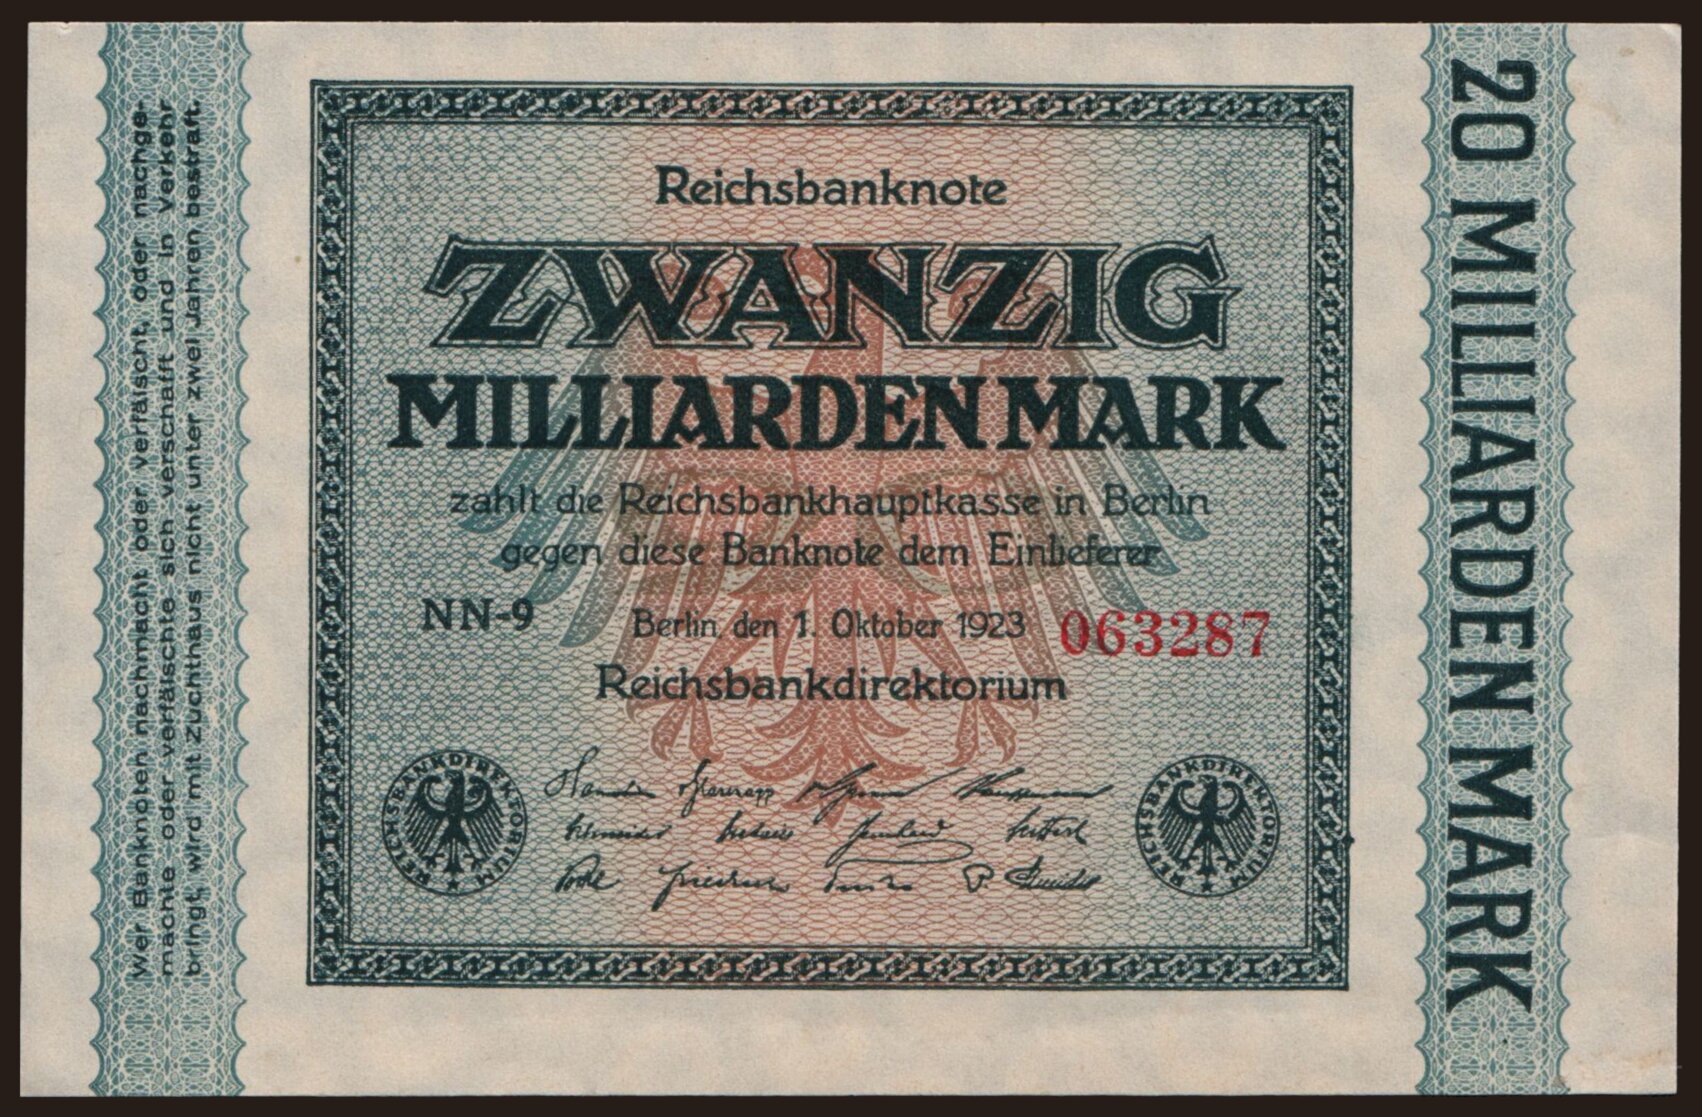 Wer Banknoten nachmacht oder verfälscht, oder nachge-
machte oder verfälschte sich verschafft und in Verkehr
bringt, wird mit Zuchthaus nicht unter zwei Jahren bestraft.
Reichsbanknote
ZWANZIG
MILLIARDEN MARK
zahlt die Reichsbankhauptkasse in Berlin
gegen diese Banknote dem Einlieferer
NN-9 Berlin den 1. Oktober 1923 063287
Reichsbankdirektorium
REICHSBANKDIREKTORIUM
REICHSBANKDIREKTORIUM
20 MILLIARDEN MARK